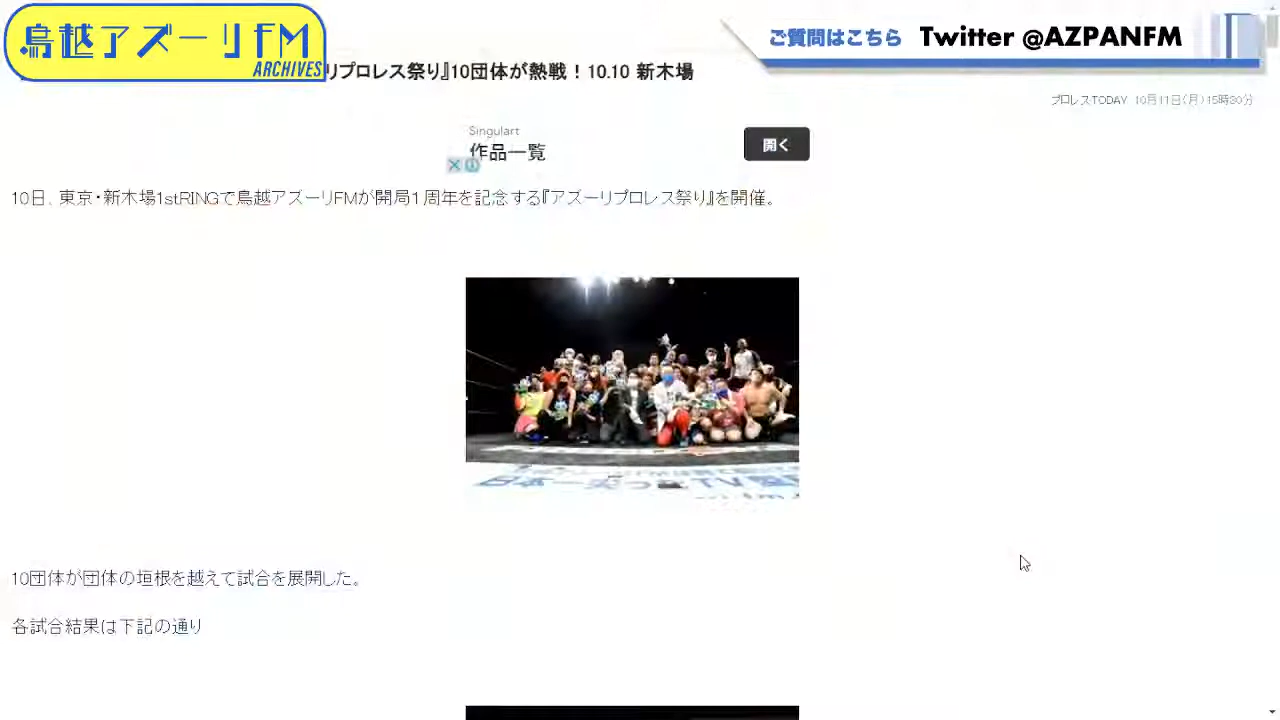 鳥越アズーリFM
ARCHIVES
ご質問はこちら Twitter @AZPANFM
リプロレス祭り』10団体が熱戦！10.10 新木場
プロレスTODAY 10月11日(月)15時30分
Singulart
作品一覧
開く
10日、東京・新木場1stRINGで鳥越アズーリFMが開局１周年を記念する『アズーリプロレス祭り』を開催。
10団体が団体の垣根を越えて試合を展開した。
各試合結果は下記の通り